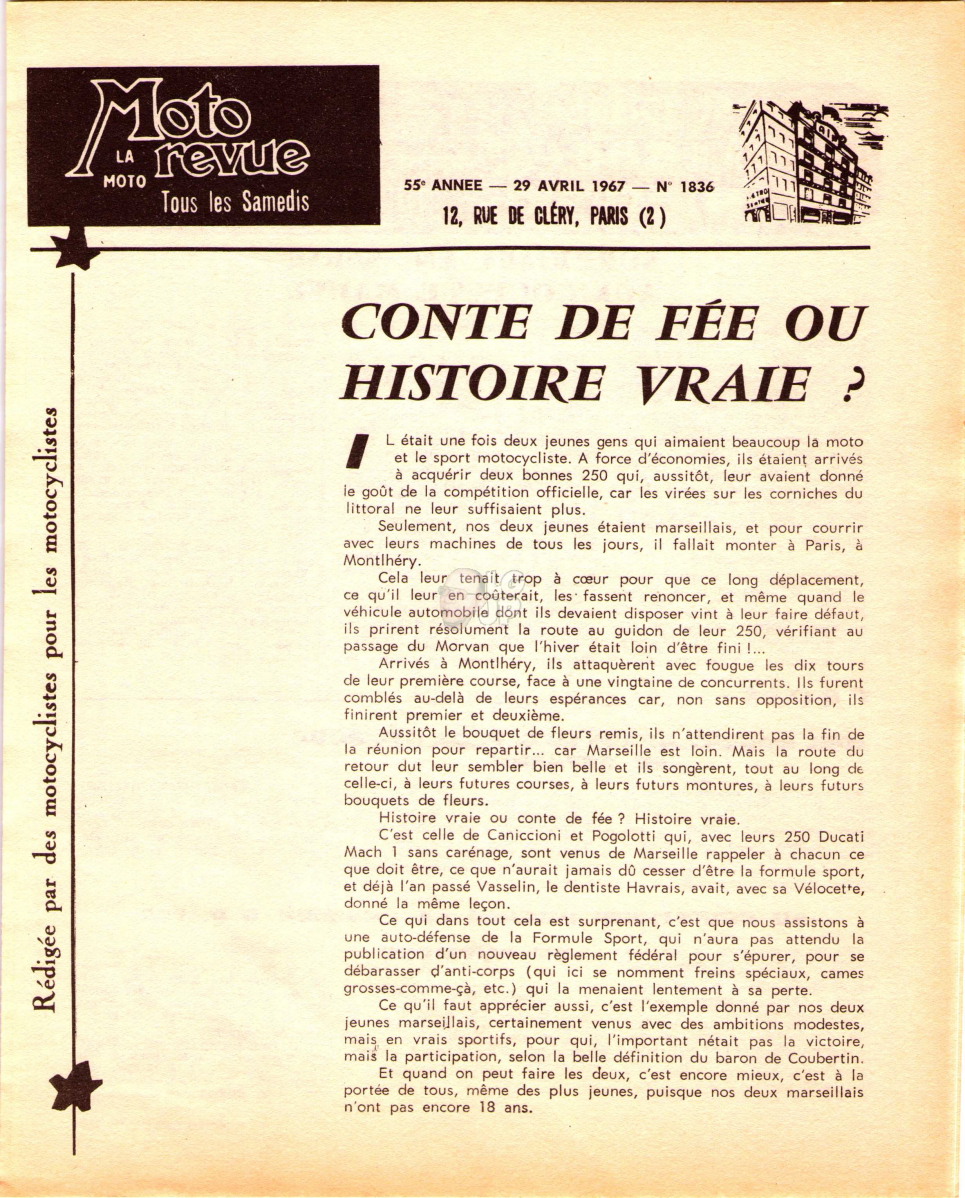 Moto
revue
LA
MOTO
Tous les Samedis
55e ANNEE — 29 AVRIL 1967 — N° 1836
12, RUE DE CLÉRY, PARIS (2)
Rédigée par des motocyclistes pour les motocyclistes
CONTE DE FÉE OU
HISTOIRE VRAIE ?
IL était une fois deux jeunes gens qui aimaient beaucoup la moto
et le sport motocycliste. A force d'économies, ils étaient arrivés
à acquérir deux bonnes 250 qui, aussitôt, leur avaient donné
le goût de la compétition officielle, car les virées sur les corniches du
littoral ne leur suffisaient plus.
Seulement, nos deux jeunes étaient marseillais, et pour courrir
avec leurs machines de tous les jours, il fallait monter à Paris, à
Montlhéry.
Cela leur tenait trop à cœur pour que ce long déplacement,
ce qu'il leur en coûterait, les fassent renoncer, et même quand le
véhicule automobile dont ils devaient disposer vint à leur faire défaut,
ils prirent résolument la route au guidon de leur 250, vérifiant au
passage du Morvan que l'hiver était loin d'être fini !...
Arrivés à Montlhéry, ils attaquèrent avec fougue les dix tours
de leur première course, face à une vingtaine de concurrents. Ils furent
comblés au-delà de leurs espérances car, non sans opposition, ils
finirent premier et deuxième.
Aussitôt le bouquet de fleurs remis, ils n'attendirent pas la fin de
la réunion pour repartir... car Marseille est loin. Mais la route du
retour dut leur sembler bien belle et ils songèrent, tout au long de
celle-ci, à leurs futures courses, à leurs futurs montures, à leurs futurs
bouquets de fleurs.
Histoire vraie ou conte de fée ? Histoire vraie.
C'est celle de Caniccioni et Pogolotti qui, avec leurs 250 Ducati
Mach 1 sans carénage, sont venus de Marseille rappeler à chacun ce
que doit être, ce que n'aurait jamais dû cesser d'être la formule sport,
et déjà l'an passé Vasselin, le dentiste Havrais, avait, avec sa Vélocette,
donné la même leçon.
Ce qui dans tout cela est surprenant, c'est que nous assistons à
une auto-défense de la Formule Sport, qui n'aura pas attendu la
publication d'un nouveau règlement fédéral pour s'épurer, pour se
débarasser d'anti-corps (qui ici se nomment freins spéciaux, cames
grosses-comme-çà, etc.) qui la menaient lentement à sa perte.
Ce qu'il faut apprécier aussi, c'est l'exemple donné par nos deux
jeunes marseillais, certainement venus avec des ambitions modestes,
mais en vrais sportifs, pour qui, l'important nétait pas la victoire,
mais la participation, selon la belle définition du baron de Coubertin.
Et quand on peut faire les deux, c'est encore mieux, c'est à la
portée de tous, même des plus jeunes, puisque nos deux marseillais
n'ont pas encore 18 ans.